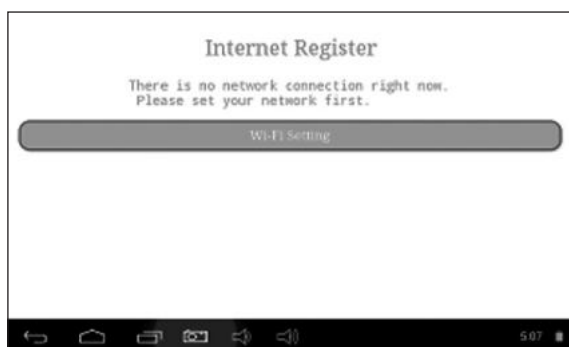 Internet Register
There is no network connection right now.
Please set your network first.
Wi-Fi Setting
5:07